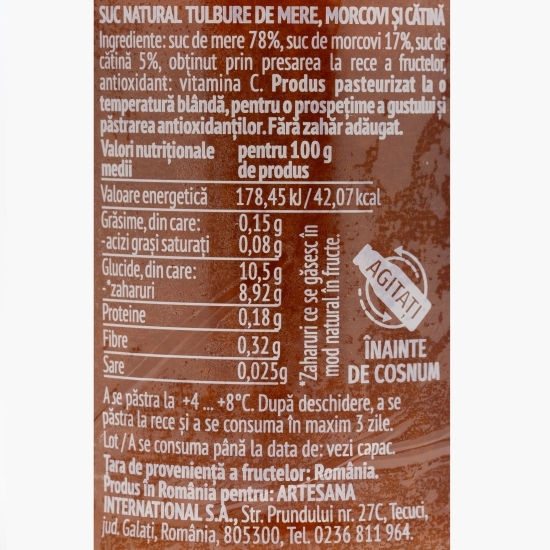 SUC NATURAL TULBURE DE MERE, MORCOVI ȘI CĂTINĂ
Ingrediente: suc de mere 78%, suc de morcovi 17%, suc de
cătină 5%, obținut prin presarea la rece a fructelor,
antioxidant: vitamina C. Produs pasteurizat la o
temperatură blândă, pentru o prospețime a gustului și
păstrarea antioxidanților. Fără zahăr adăugat.
Valori nutriționale medii pentru 100 g de produs
Valoare energetică 178,45 kJ / 42,07 kcal
Grăsime, din care: 0,15 g
-acizi grași saturați 0,08 g
Glucide, din care: 10,5 g
-*zaharuri 8,92 g
Proteine 0,18 g
Fibre 0,32 g
Sare 0,025g
*Zaharuri ce se găsesc în
mod natural în fructe.
AGITAȚI
ÎNAINTE
DE COSNUM
A se păstra la +4 ... +8°C. După deschidere, a se
păstra la rece și a se consuma în maxim 3 zile.
Lot / A se consuma până la data de: vezi capac.
Țara de proveniență a fructelor: România.
Produs în România pentru: ARTESANA
INTERNATIONAL S.A., Str. Prundului nr. 27C, Tecuci,
jud. Galați, România, 805300, Tel. 0236 811 964.